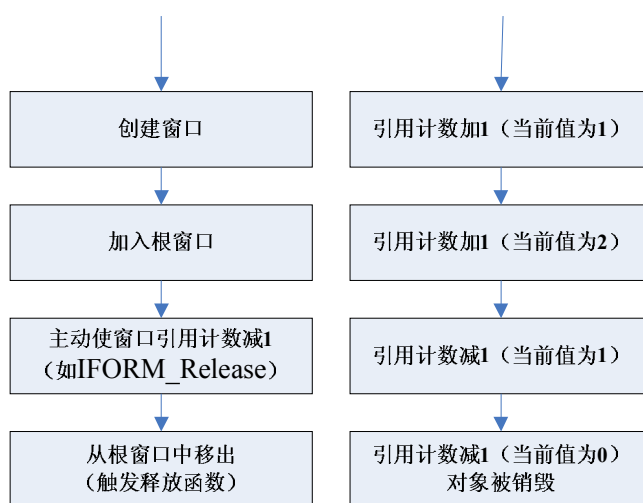 创建窗口
引用计数加1（当前值为1）
加入根窗口
引用计数加1（当前值为2）
主动使窗口引用计数减1
（如IFORM_Release）
引用计数减1（当前值为1）
从根窗口中移出
（触发释放函数）
引用计数减1（当前值为0）
对象被销毁